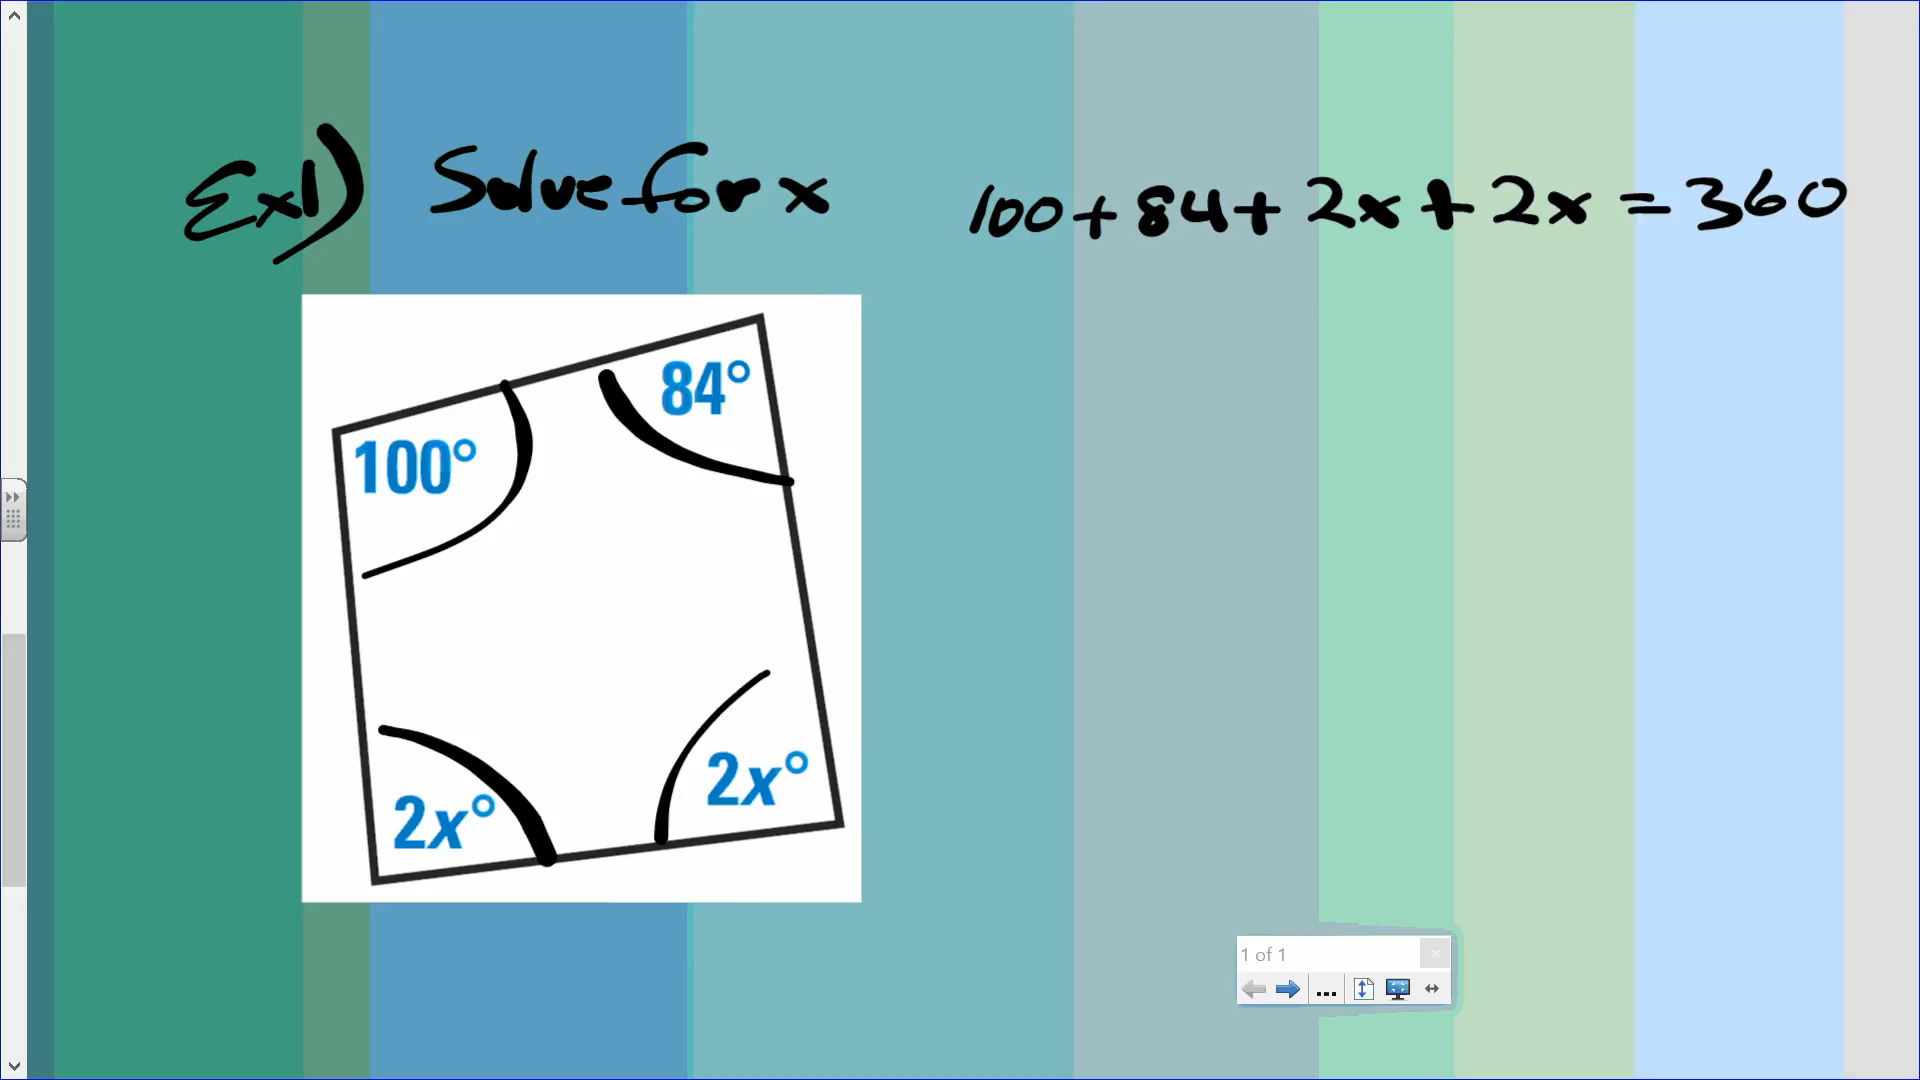 Ex1) Solve for x
100 + 84 + 2x + 2x = 360
84°
100°
2x°
2x°
1 of 1